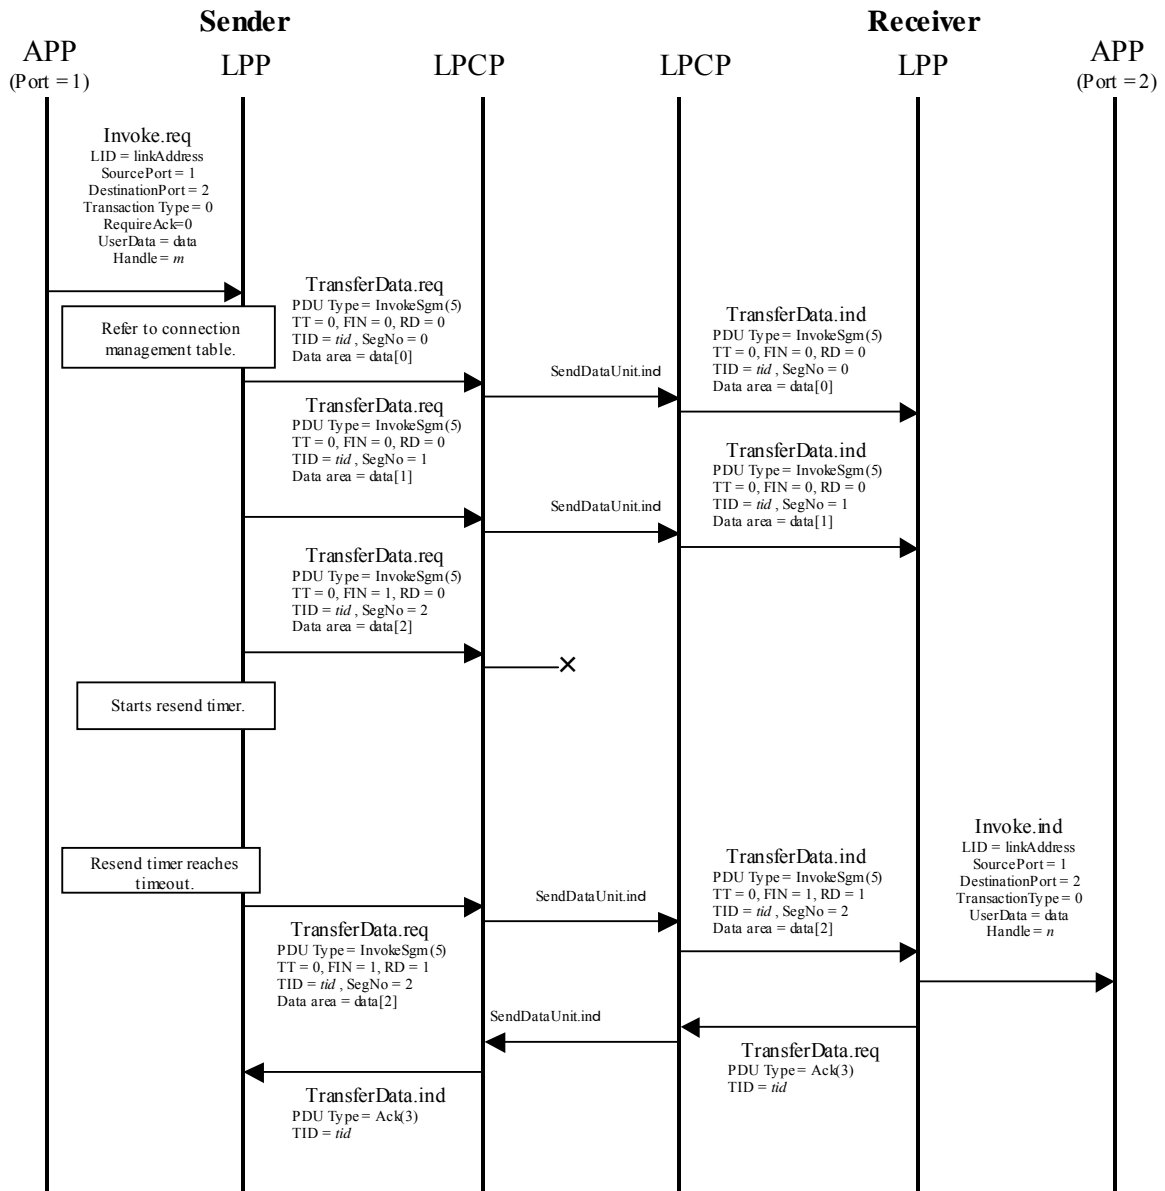 Sender
Receiver
APP
(Port = 1)
LPP
LPCP
LPCP
LPP
APP
(Port = 2)
Invoke.req
LID = linkAddress
SourcePort = 1
DestinationPort = 2
Transaction Type = 0
RequireAck=0
UserData = data
Handle = m
Refer to connection
management table.
TransferData.req
PDU Type = InvokeSgm(5)
TT = 0, FIN = 0, RD = 0
TID = tid , SegNo = 0
Data area = data[0]
SendDataUnit.ind
TransferData.ind
PDU Type = InvokeSgm(5)
TT = 0, FIN = 0, RD = 0
TID = tid , SegNo = 0
Data area = data[0]
TransferData.req
PDU Type = InvokeSgm(5)
TT = 0, FIN = 0, RD = 0
TID = tid , SegNo = 1
Data area = data[1]
SendDataUnit.ind
TransferData.ind
PDU Type = InvokeSgm(5)
TT = 0, FIN = 0, RD = 0
TID = tid , SegNo = 1
Data area = data[1]
TransferData.req
PDU Type = InvokeSgm(5)
TT = 0, FIN = 1, RD = 0
TID = tid , SegNo = 2
Data area = data[2]
Starts resend timer.
Resend timer reaches
timeout.
TransferData.req
PDU Type = InvokeSgm(5)
TT = 0, FIN = 1, RD = 1
TID = tid , SegNo = 2
Data area = data[2]
SendDataUnit.ind
TransferData.ind
PDU Type = InvokeSgm(5)
TT = 0, FIN = 1, RD = 1
TID = tid , SegNo = 2
Data area = data[2]
Invoke.ind
LID = linkAddress
SourcePort = 1
DestinationPort = 2
TransactionType = 0
UserData = data
Handle = n
SendDataUnit.ind
TransferData.req
PDU Type = Ack(3)
TID = tid
TransferData.ind
PDU Type = Ack(3)
TID = tid